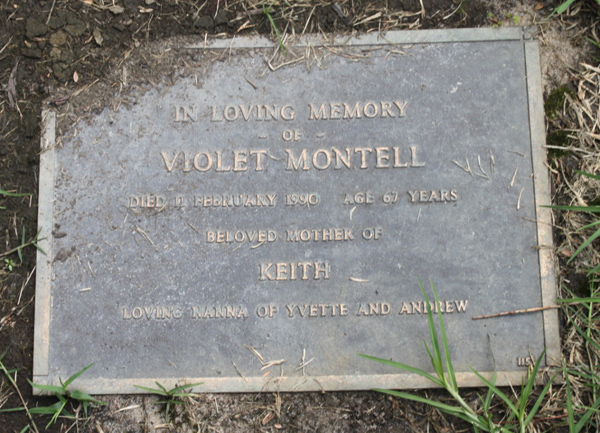 IN LOVING MEMORY
- OF -
VIOLET MONTELL
DIED 11 FEBRUARY 1990 AGE 67 YEARS
BELOVED MOTHER OF
KEITH
LOVING NANNA OF YVETTE AND ANDREW